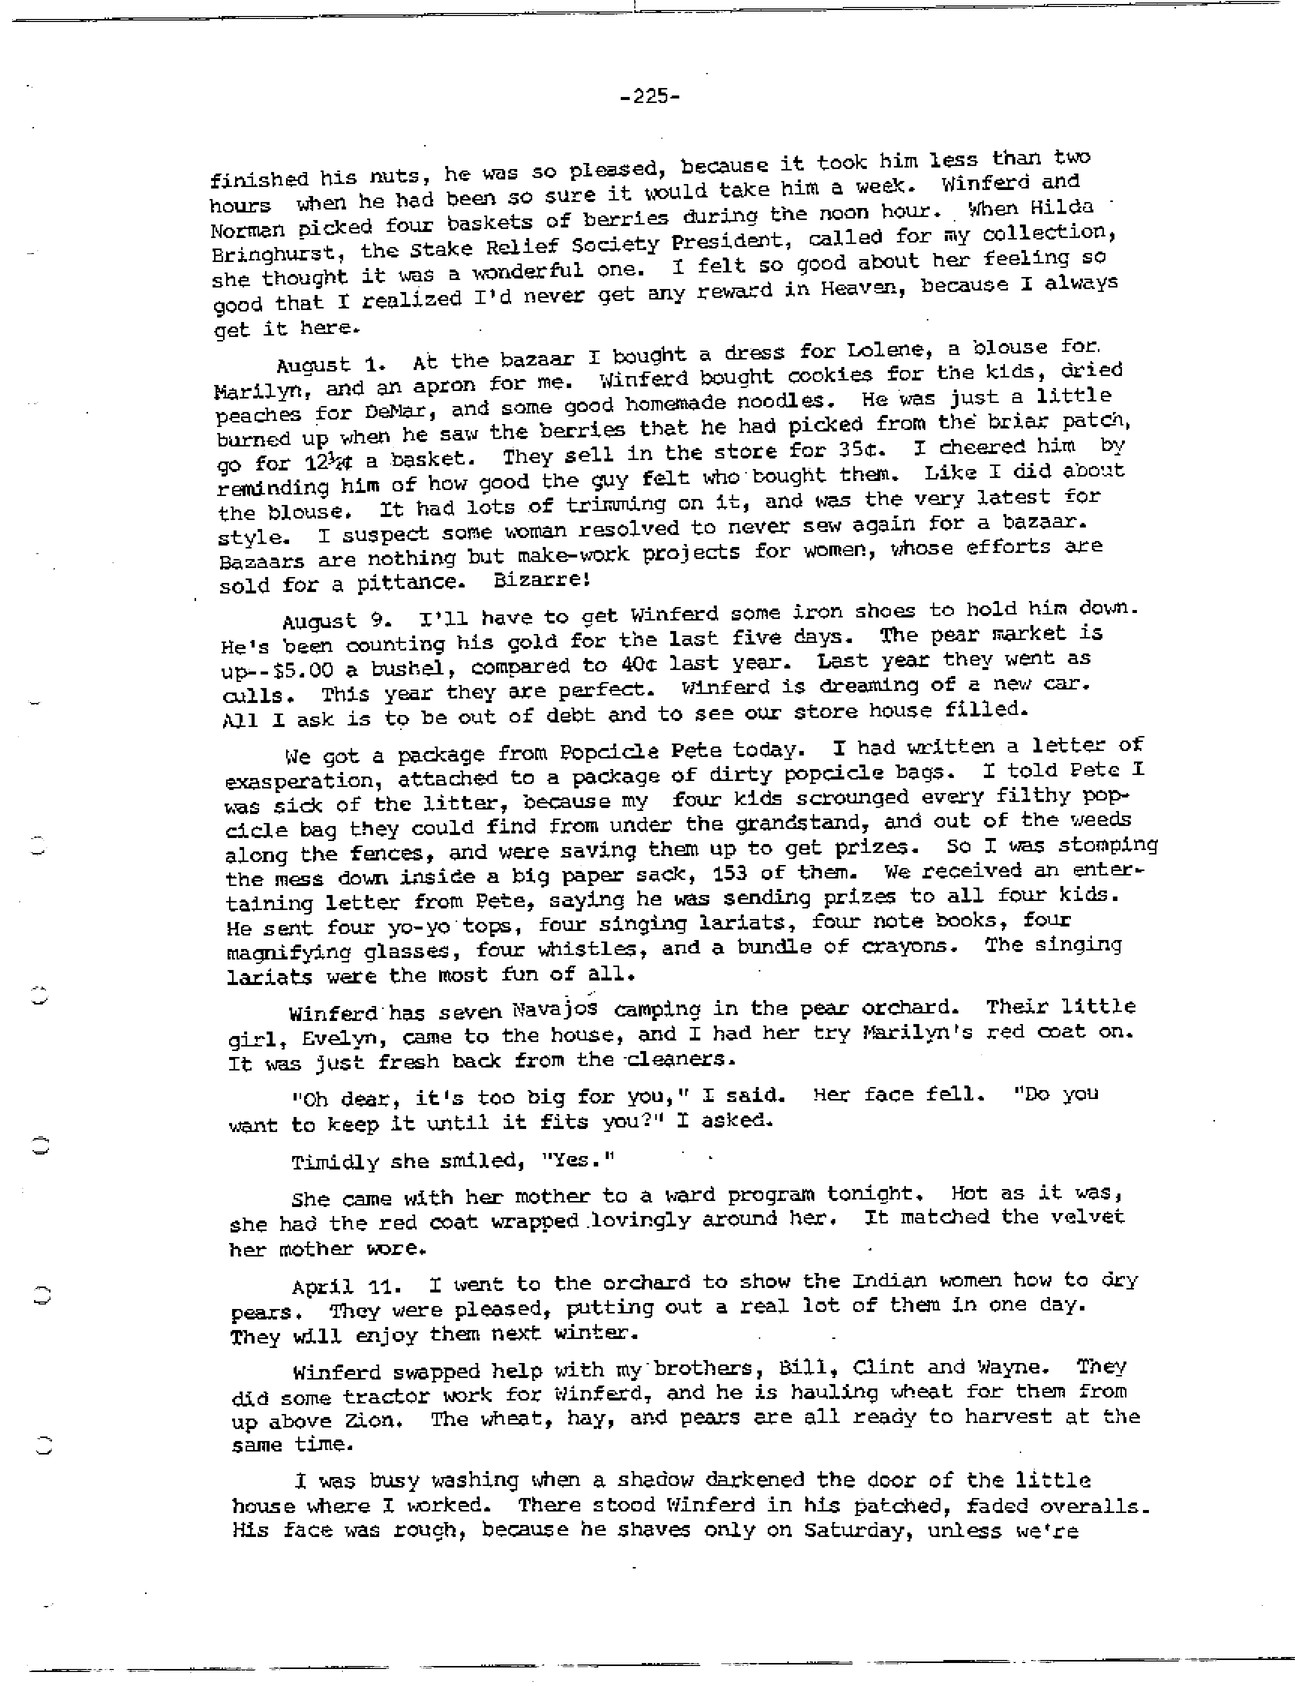 -225-
finished his nuts, he was so pleased, because it took him less than two
hours when he had been so sure it would take him a week. Winferd and
Norman picked four baskets of berries during the noon hour. When Hilda
Bringhurst, the Stake Relief Society President, called for my collection,
she thought it was a wonderful one. I felt so good about her feeling so
good that I realized I'd never get any reward in Heaven, because I always
get it here.
August 1. At the bazaar I bought a dress for Lolene, a blouse for
Marilyn, and an apron for me. Winferd bought cookies for the kids, dried
peaches for DeMar, and some good homemade noodles. He was just a little
burned up when he saw the berries that he had picked from the briar patch,
go for 12½¢ a basket. They sell in the store for 35¢. I cheered him by
reminding him of how good the guy felt who bought them. Like I did about
the blouse. It had lots of trimming on it, and was the very latest for
style. I suspect some woman resolved to never sew again for a bazaar.
Bazaars are nothing but make-work projects for women, whose efforts are
sold for a pittance. Bizarre!
August 9. I'll have to get Winferd some iron shoes to hold him down.
He's been counting his gold for the last five days. The pear market is
up--$5.00 a bushel, compared to 40¢ last year. Last year they went as
culls. This year they are perfect. Winferd is dreaming of a new car.
All I ask is to be out of debt and to see our store house filled.
We got a package from Popcicle Pete today. I had written a letter of
exasperation, attached to a package of dirty popcicle bags. I told Pete I
was sick of the litter, because my four kids scrounged every filthy pop-
cicle bag they could find from under the grandstand, and out of the weeds
along the fences, and were saving them up to get prizes. So I was stomping
the mess down inside a big paper sack, 153 of them. We received an enter-
taining letter from Pete, saying he was sending prizes to all four kids.
He sent four yo-yo tops, four singing lariats, four note books, four
magnifying glasses, four whistles, and a bundle of crayons. The singing
lariats were the most fun of all.
Winferd has seven Navajos camping in the pear orchard. Their little
girl, Evelyn, came to the house, and I had her try Marilyn's red coat on.
It was just fresh back from the cleaners.
"Oh dear, it's too big for you," I said. Her face fell. "Do you
want to keep it until it fits you?" I asked.
Timidly she smiled, "Yes."
She came with her mother to a ward program tonight. Hot as it was,
she had the red coat wrapped lovingly around her. It matched the velvet
her mother wore.
April 11. I went to the orchard to show the Indian women how to dry
pears. They were pleased, putting out a real lot of them in one day.
They will enjoy them next winter.
Winferd swapped help with my brothers, Bill, Clint and Wayne. They
did some tractor work for Winferd, and he is hauling wheat for them from
up above Zion. The wheat, hay, and pears are all ready to harvest at the
same time.
I was busy washing when a shadow darkened the door of the little
house where I worked. There stood Winferd in his patched, faded overalls.
His face was rough, because he shaves only on Saturday, unless we're